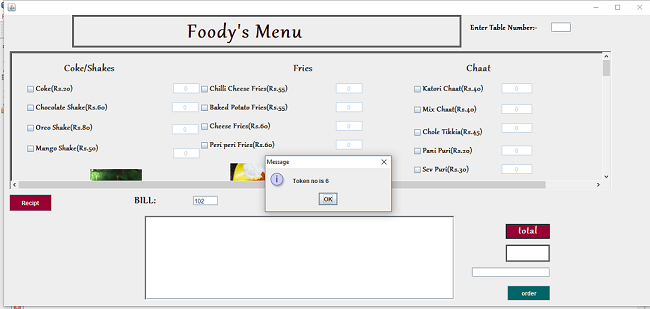 Foody's Menu
Enter Table Number:-
Coke/Shakes Fries Chaat
Coke(Rs.20) 0 Chilli Cheese Fries(Rs.55) 0 Katori Chaat(Rs.40) 0
Chocolate Shake(Rs.60) 0 Baked Potato Fries(Rs.55) 0 Mix Chaat(Rs.40) 0
Oreo Shake(Rs.80) 0 Cheese Fries(Rs.60) 0 Chole Tikkia(Rs.45) 0
Mango Shake(Rs.50) 0 Peri peri Fries(Rs.60) 0 Pani Puri(Rs.20) 0
Sev Puri(Rs.30) 0
Message
Token no is 6
OK
Recipt BILL: 102
total
order